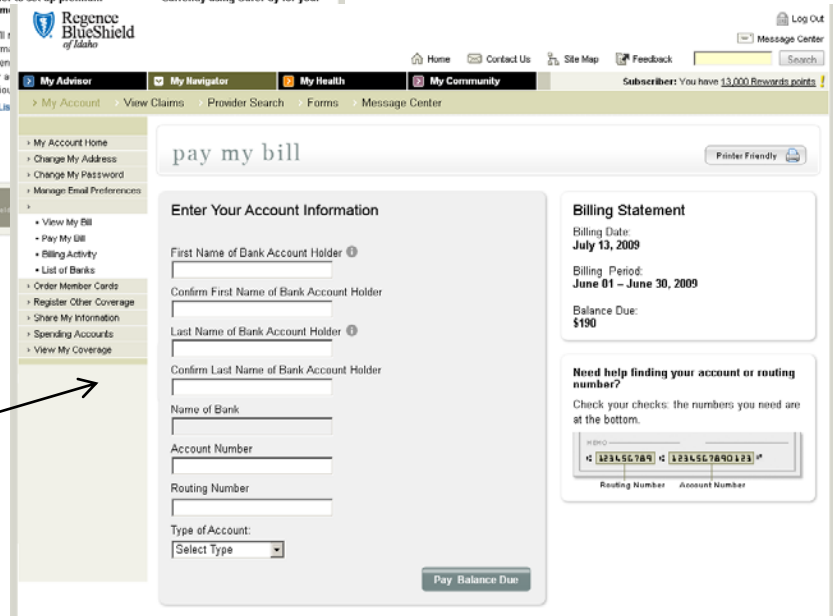 Regence
BlueShield
of Idaho
Log Out
Message Center
Home Contact Us Site Map Feedback Search
My Advisor My Navigator My Health My Community Subscriber: You have 13,000 Rewards points !
My Account View Claims Provider Search Forms Message Center
My Account Home
Change My Address
Change My Password
Manage Email Preferences
View My Bill
Pay My Bill
Billing Activity
List of Banks
Order Member Cards
Register Other Coverage
Share My Information
Spending Accounts
View My Coverage
pay my bill
Printer Friendly
Enter Your Account Information
First Name of Bank Account Holder
Confirm First Name of Bank Account Holder
Last Name of Bank Account Holder
Confirm Last Name of Bank Account Holder
Name of Bank
Account Number
Routing Number
Type of Account:
Select Type
Pay Balance Due
Billing Statement
Billing Date:
July 13, 2009
Billing Period:
June 01 – June 30, 2009
Balance Due:
$190
Need help finding your account or routing
number?
Check your checks: the numbers you need are
at the bottom.
MEMO
123456789 1234567890123
Routing Number Account Number